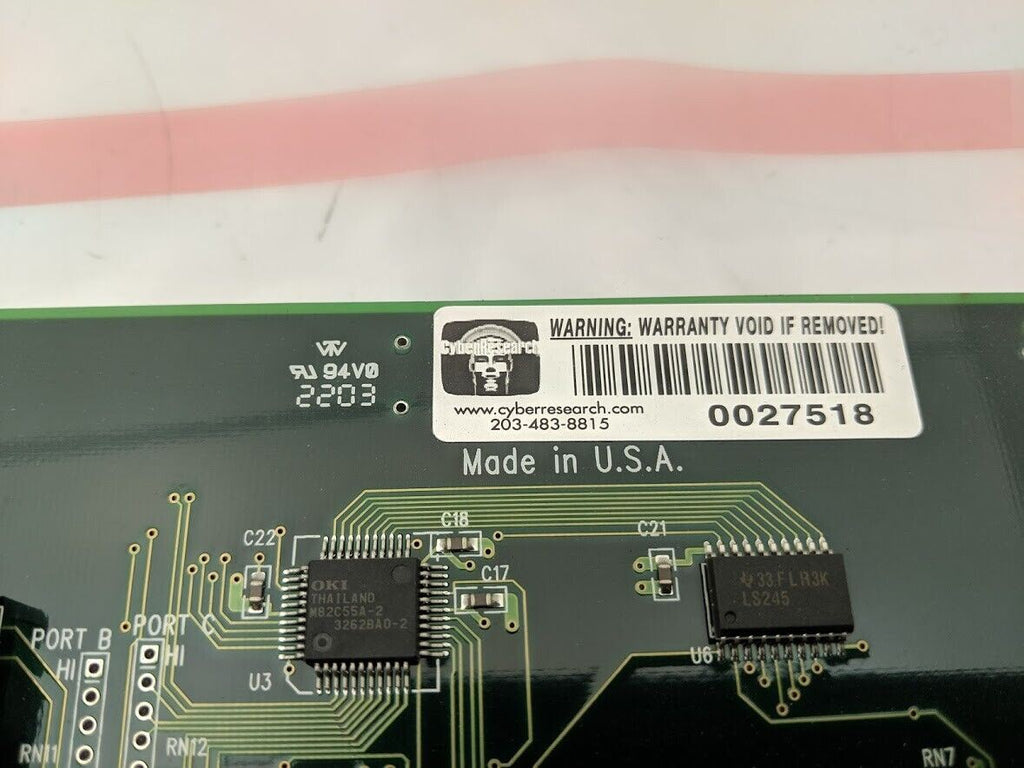 WARNING: WARRANTY VOID IF REMOVED!
CyberResearch
www.cyberresearch.com
203-483-8815
0027518
94V0
2203
Made in U.S.A.
C22
C18
C17
C21
OKI
THAILAND
M82C55A-2
3262BA0-2
33FLH3K
LS245
PORT B
PORT C
HI
HI
U3
U6
RN11
RN12
RN7